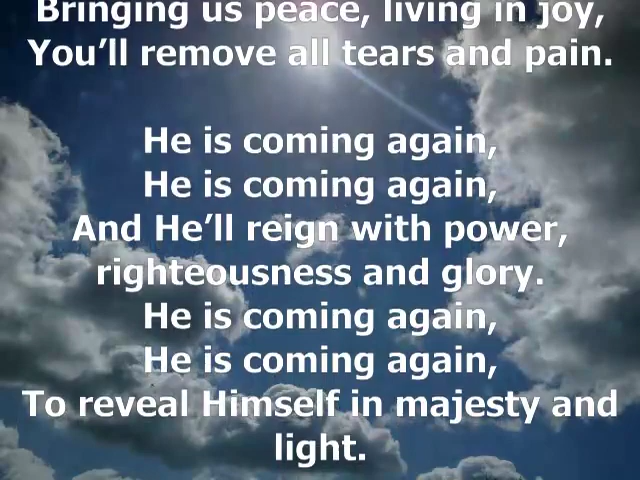 Bringing us peace, living in joy,
You’ll remove all tears and pain.
He is coming again,
He is coming again,
And He’ll reign with power,
righteousness and glory.
He is coming again,
He is coming again,
To reveal Himself in majesty and
light.